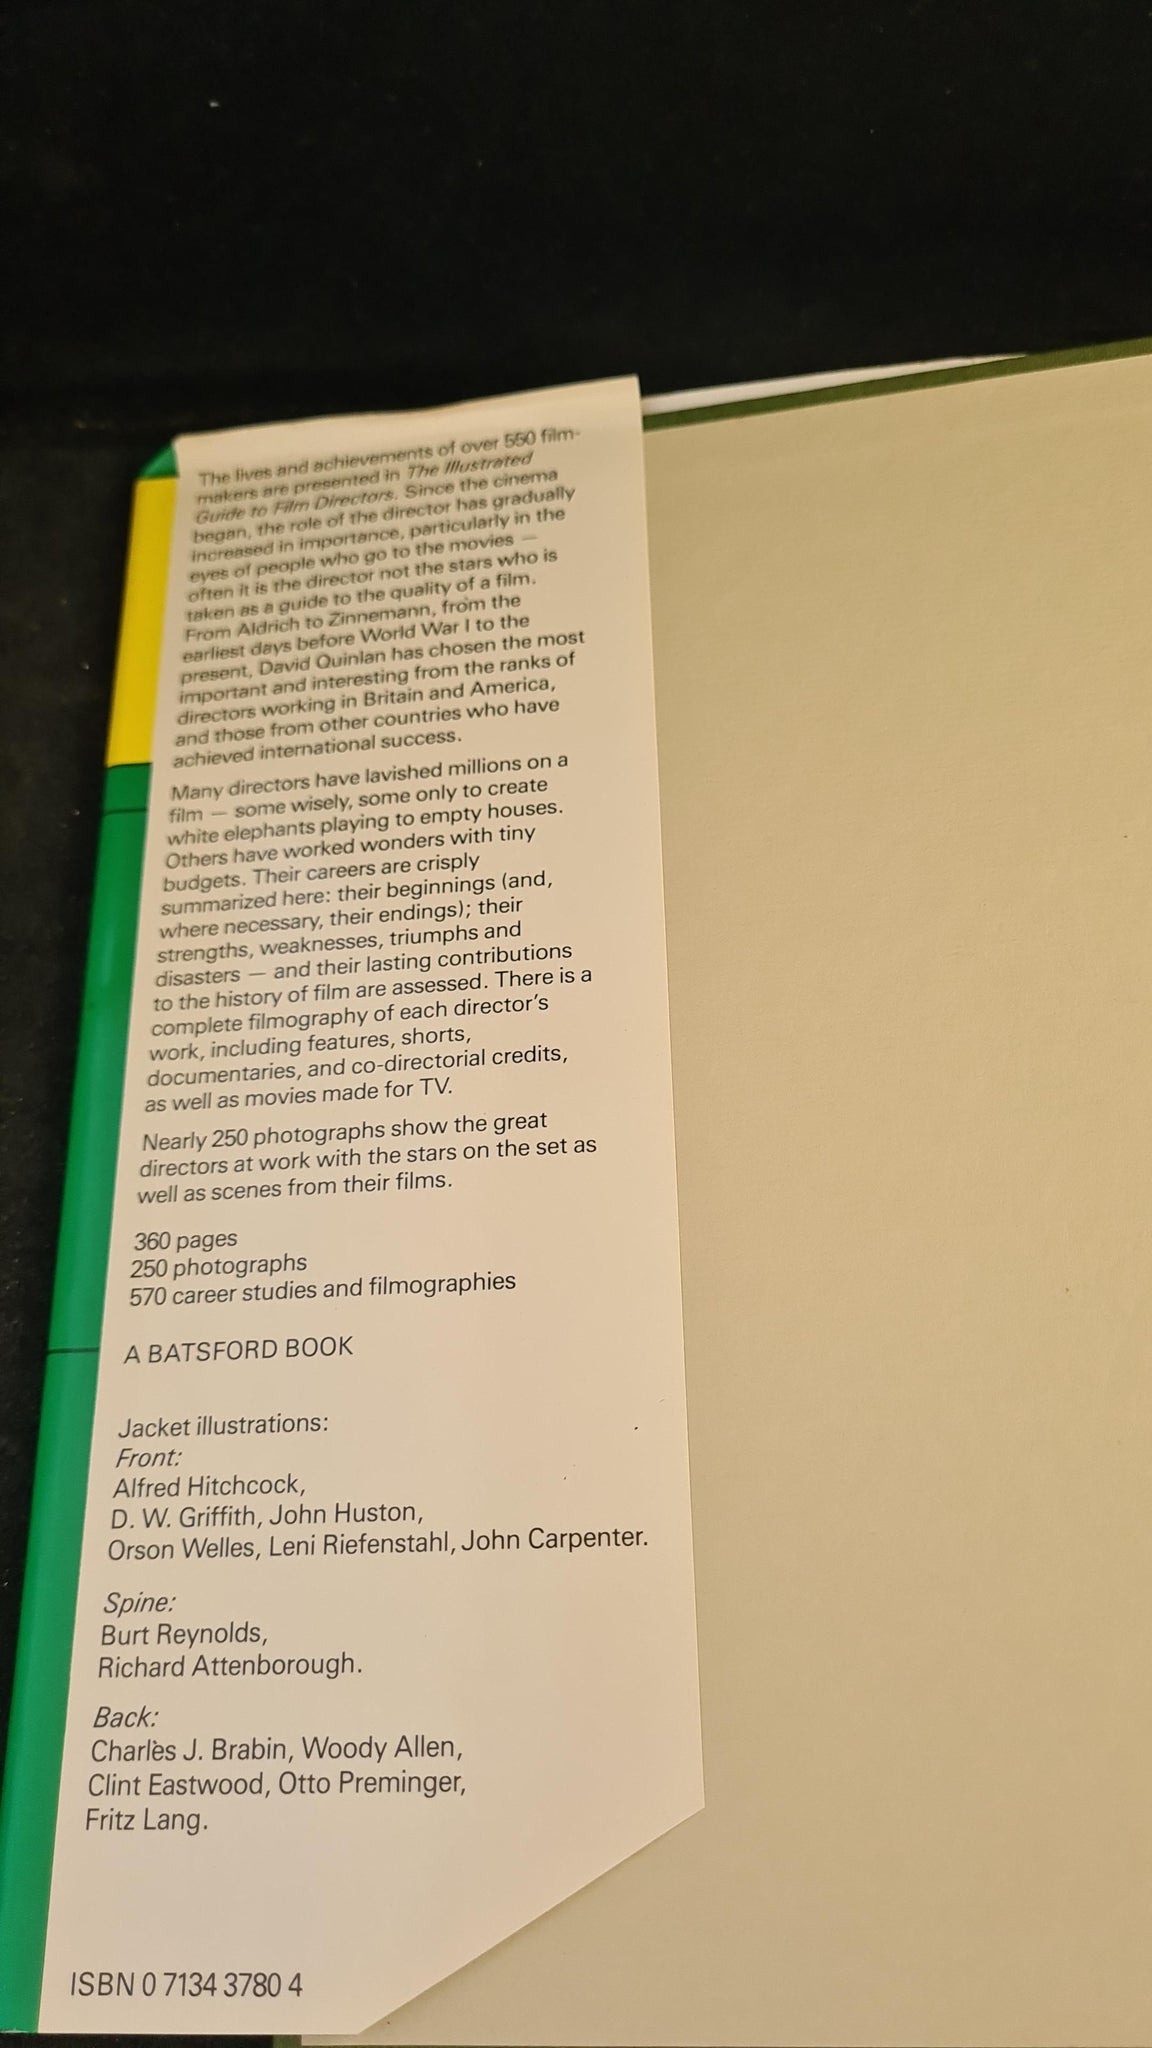 The lives and achievements of over 550 film-
makers are presented in The Illustrated
Guide to Film Directors. Since the cinema
began, the role of the director has gradually
increased in importance, particularly in the
eyes of people who go to the movies —
often it is the director not the stars who is
taken as a guide to the quality of a film.
From Aldrich to Zinnemann, from the
earliest days before World War I to the
present, David Quinlan has chosen the most
important and interesting from the ranks of
directors working in Britain and America,
and those from other countries who have
achieved international success.
Many directors have lavished millions on a
film — some wisely, some only to create
white elephants playing to empty houses.
Others have worked wonders with tiny
budgets. Their careers are crisply
summarized here: their beginnings (and,
where necessary, their endings); their
strengths, weaknesses, triumphs and
disasters — and their lasting contributions
to the history of film are assessed. There is a
complete filmography of each director's
work, including features, shorts,
documentaries, and co-directorial credits,
as well as movies made for TV.
Nearly 250 photographs show the great
directors at work with the stars on the set as
well as scenes from their films.
360 pages
250 photographs
570 career studies and filmographies
A BATSFORD BOOK
Jacket illustrations:
Front:
Alfred Hitchcock,
D. W. Griffith, John Huston,
Orson Welles, Leni Riefenstahl, John Carpenter.
Spine:
Burt Reynolds,
Richard Attenborough.
Back:
Charles J. Brabin, Woody Allen,
Clint Eastwood, Otto Preminger,
Fritz Lang.
ISBN 0 7134 3780 4